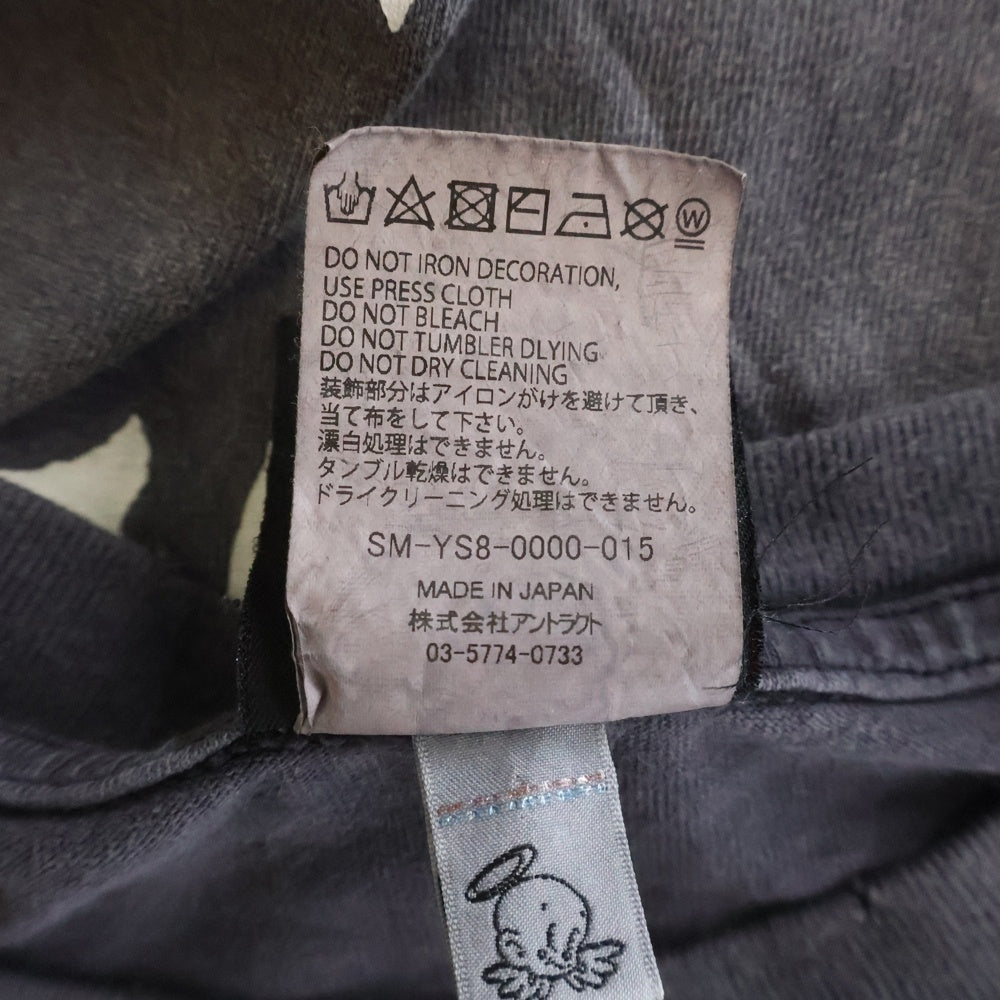 W
DO NOT IRON DECORATION,
USE PRESS CLOTH
DO NOT BLEACH
DO NOT TUMBLER DLYING
DO NOT DRY CLEANING
装飾部分はアイロンがけを避けて頂き、
当て布をして下さい。
漂白処理はできません。
タンブル乾燥はできません。
ドライクリーニング処理はできません。
SM-YS8-0000-015
MADE IN JAPAN
株式会社アントラクト
03-5774-0733